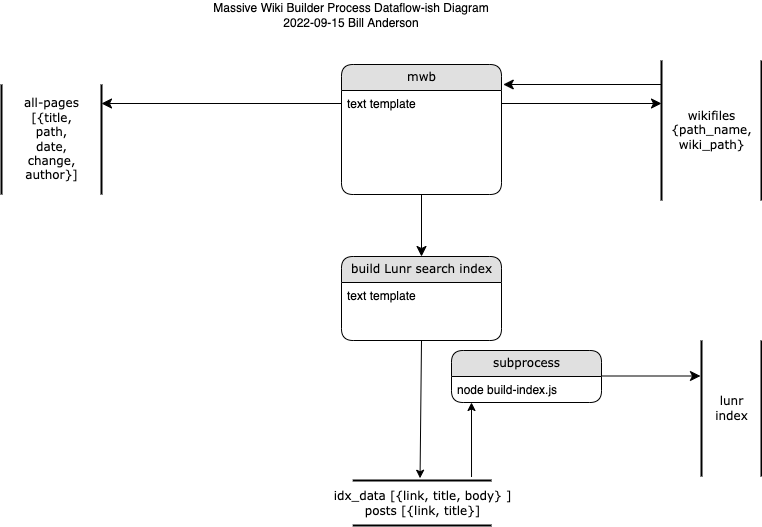 Massive Wiki Builder Process Dataflow-ish Diagram
2022-09-15 Bill Anderson
mwb
text template
all-pages
[{title,
path,
date,
change,
author}]
wikifiles
{path_name,
wiki_path}
build Lunr search index
text template
subprocess
node build-index.js
lunr
index
idx_data [{link, title, body} ]
posts [{link, title}]